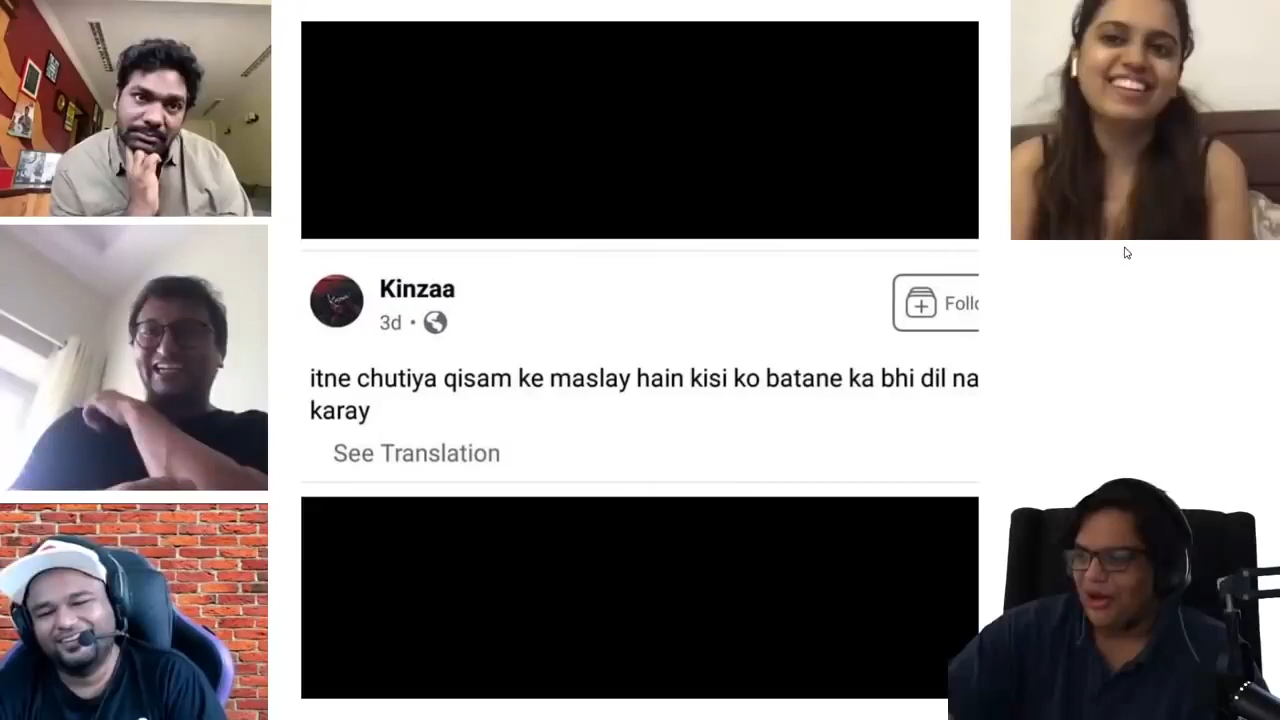 Kinzaa
3d ·
Follo
itne chutiya qisam ke maslay hain kisi ko batane ka bhi dil na
karay
See Translation